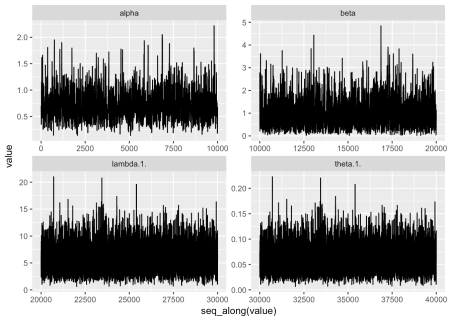 alpha beta
2.0
1.5
1.0
0.5
0 2500 5000 7500 10000
5
4
3
2
1
0
10000 12500 15000 17500 20000
lambda.1. theta.1.
20
15
10
5
0
20000 22500 25000 27500 30000
0.20
0.15
0.10
0.05
0.00
30000 32500 35000 37500 40000
value
seq_along(value)